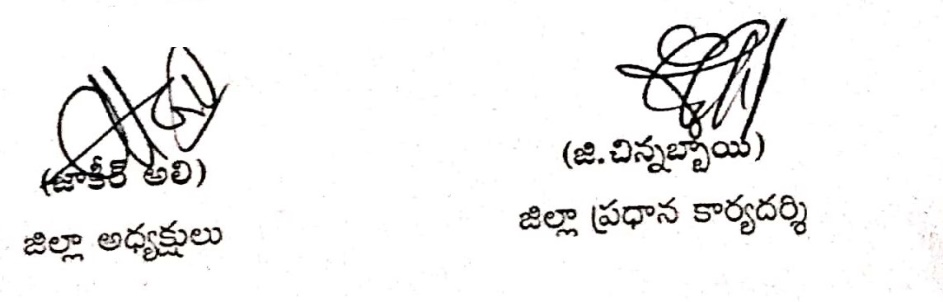 (జాకీర్ అలి)
జిల్లా అధ్యక్షులు
(జి.చిన్నబ్బాయి)
జిల్లా ప్రధాన కార్యదర్శి